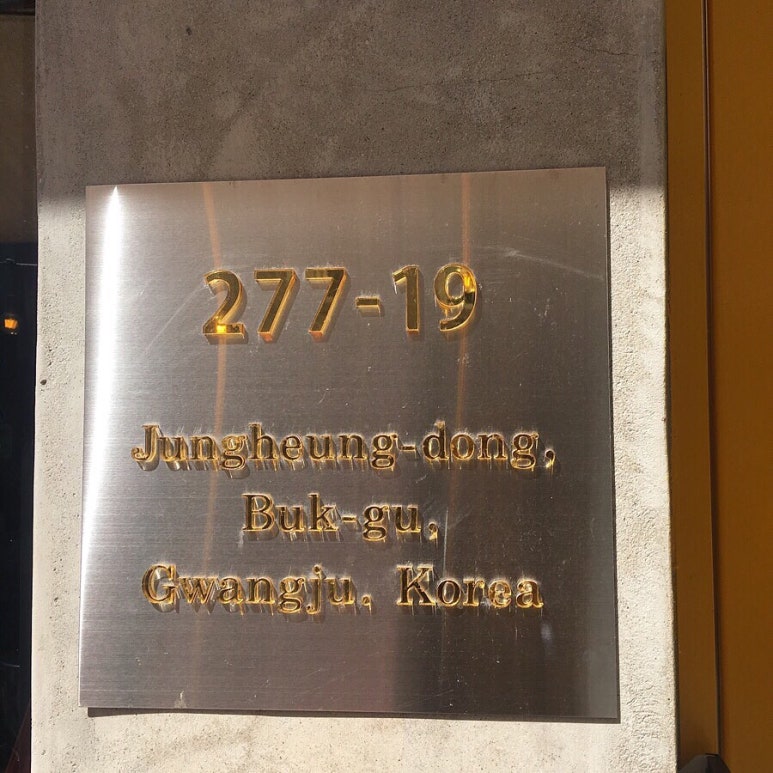 277-19
Jungheung-dong,
Buk-gu,
Gwangju, Korea